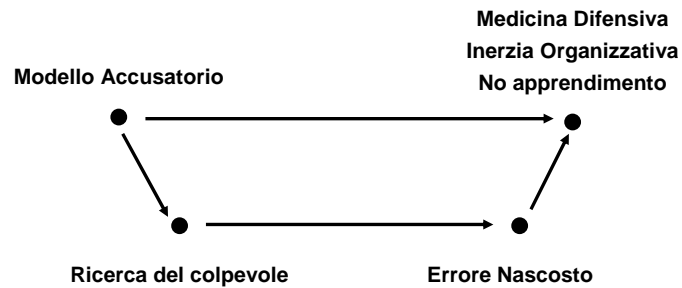 Medicina Difensiva
Inerzia Organizzativa
No apprendimento
Modello Accusatorio
Ricerca del colpevole
Errore Nascosto